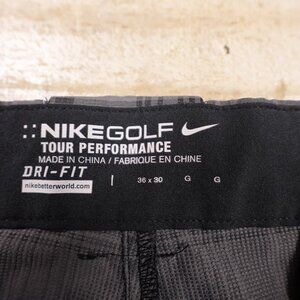 ::NIKEGOLF
TOUR PERFORMANCE
MADE IN CHINA / FABRIQUE EN CHINE
DRI-FIT
nikebetterworld.com | 36 x 30 G G